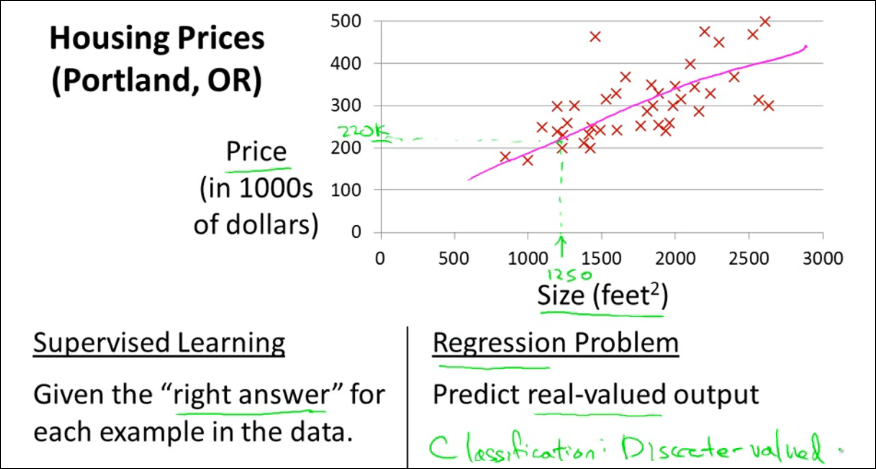 Housing Prices
(Portland, OR)
500
400
300
200
100
0
220k
Price
(in 1000s
of dollars)
0 500 1000 1500 2000 2500 3000
1250
Size (feet²)
Supervised Learning
Given the “right answer” for
each example in the data.
Regression Problem
Predict real-valued output
Classification: Discrete-valued